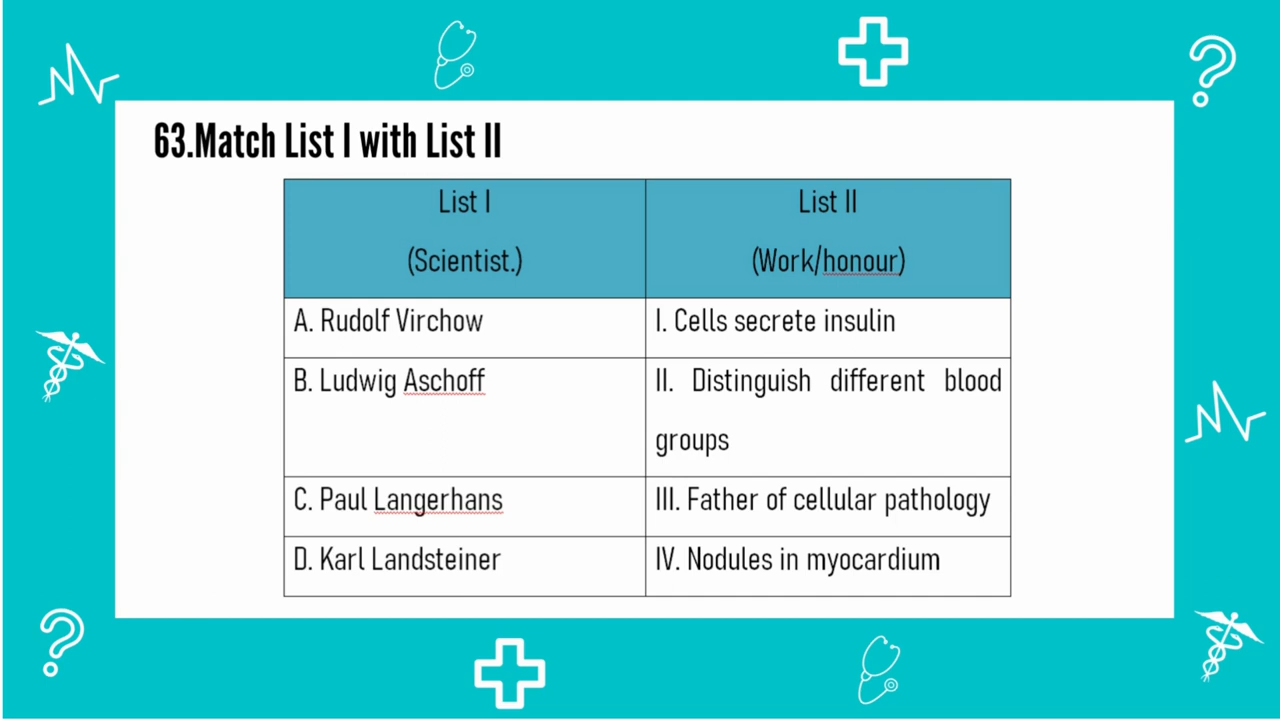 63.Match List I with List II
List I
(Scientist.)
List II
(Work/honour)
A. Rudolf Virchow
I. Cells secrete insulin
B. Ludwig Aschoff
II. Distinguish different blood
groups
C. Paul Langerhans
III. Father of cellular pathology
D. Karl Landsteiner
IV. Nodules in myocardium